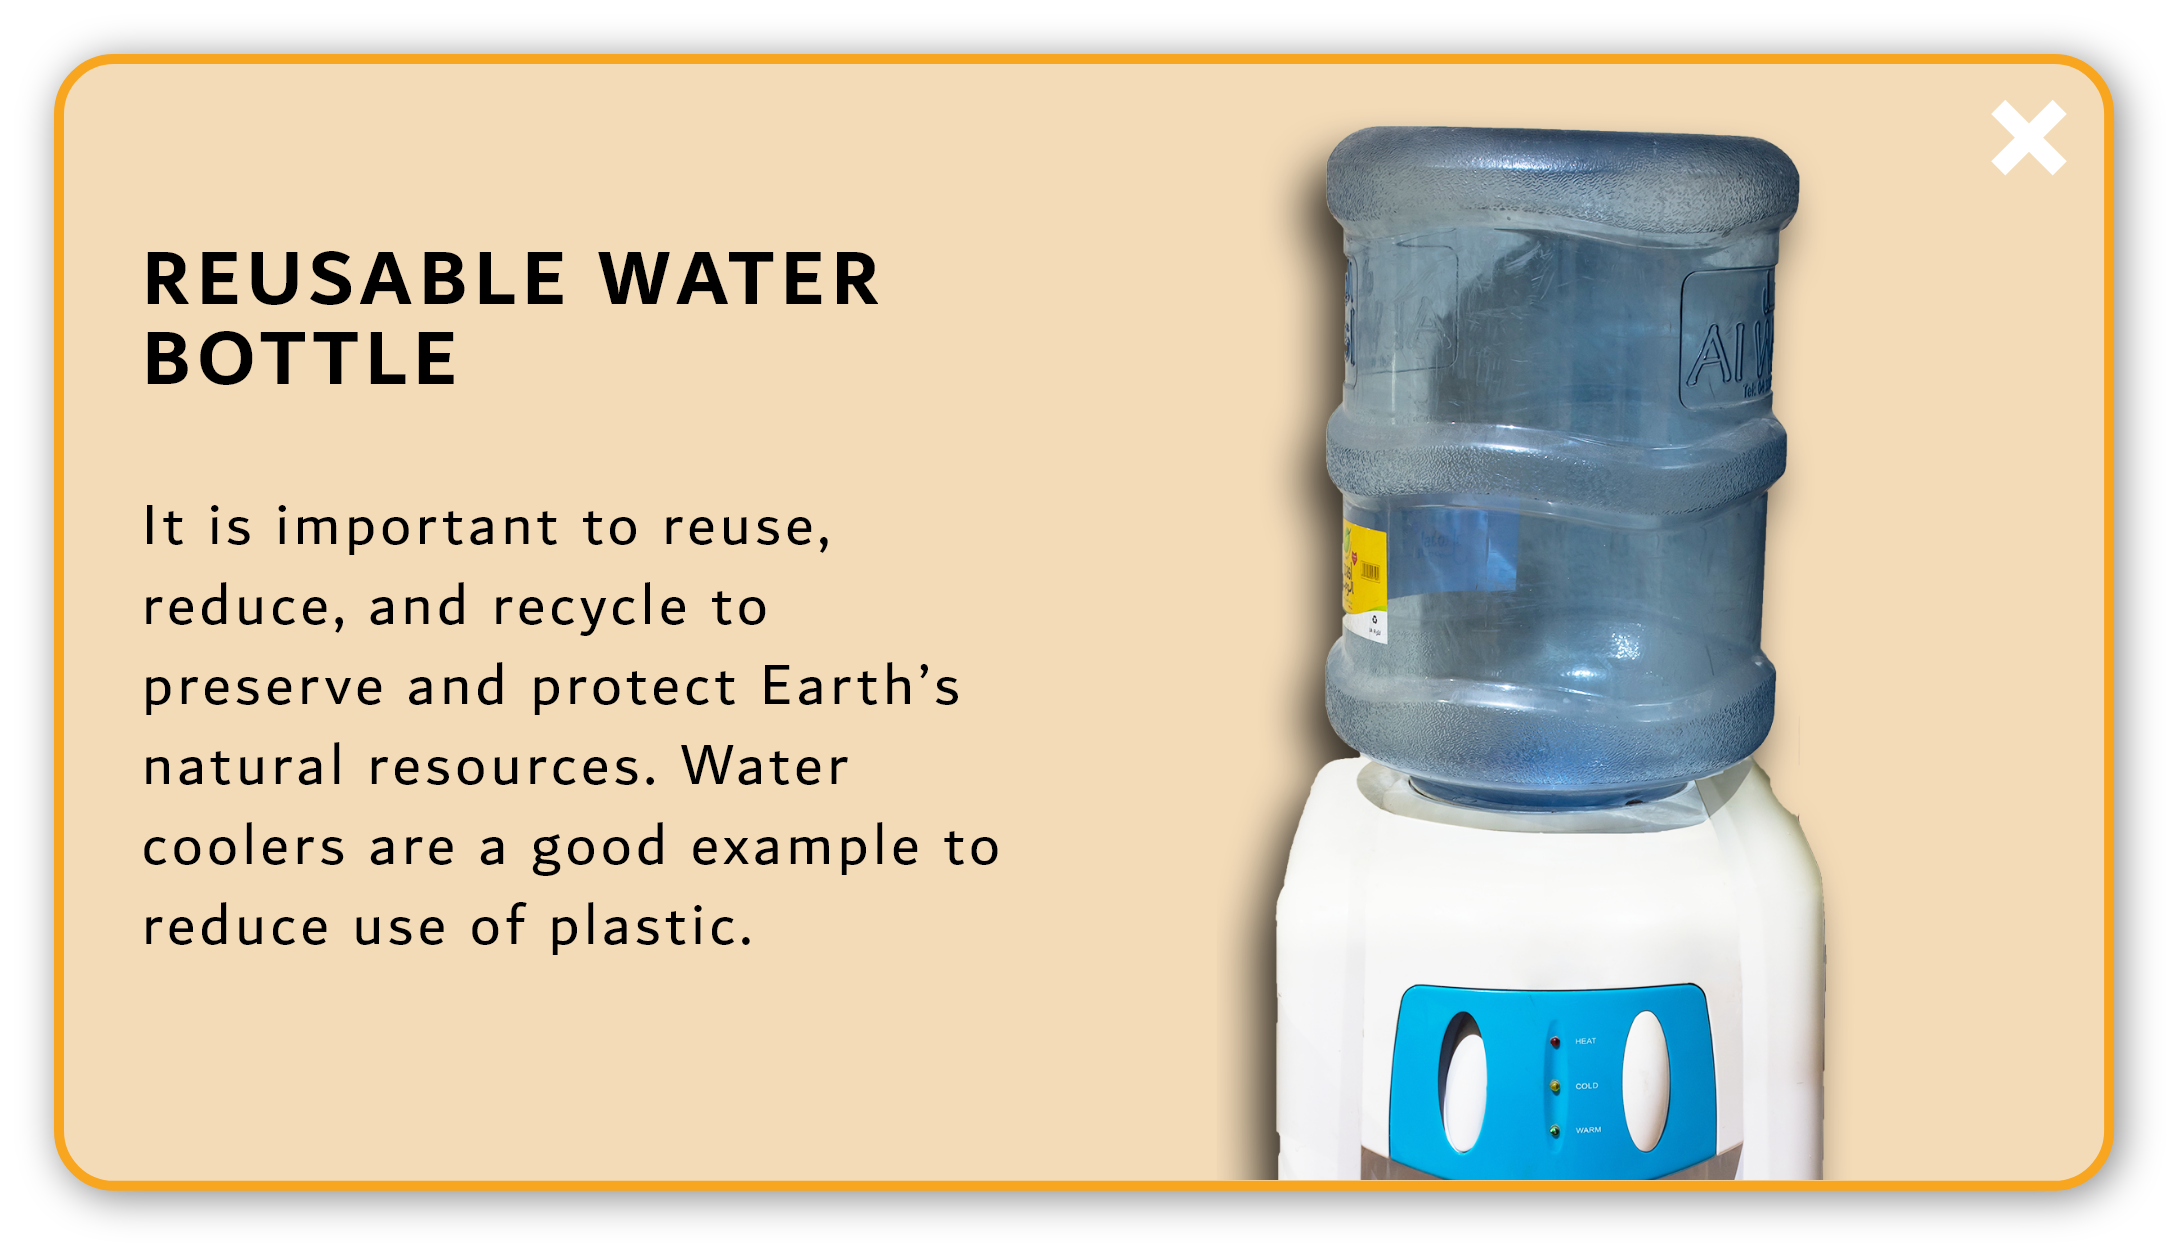 REUSABLE WATER
BOTTLE
It is important to reuse,
reduce, and recycle to
preserve and protect Earth’s
natural resources. Water
coolers are a good example to
reduce use of plastic.
HEAT
COLD
WARM